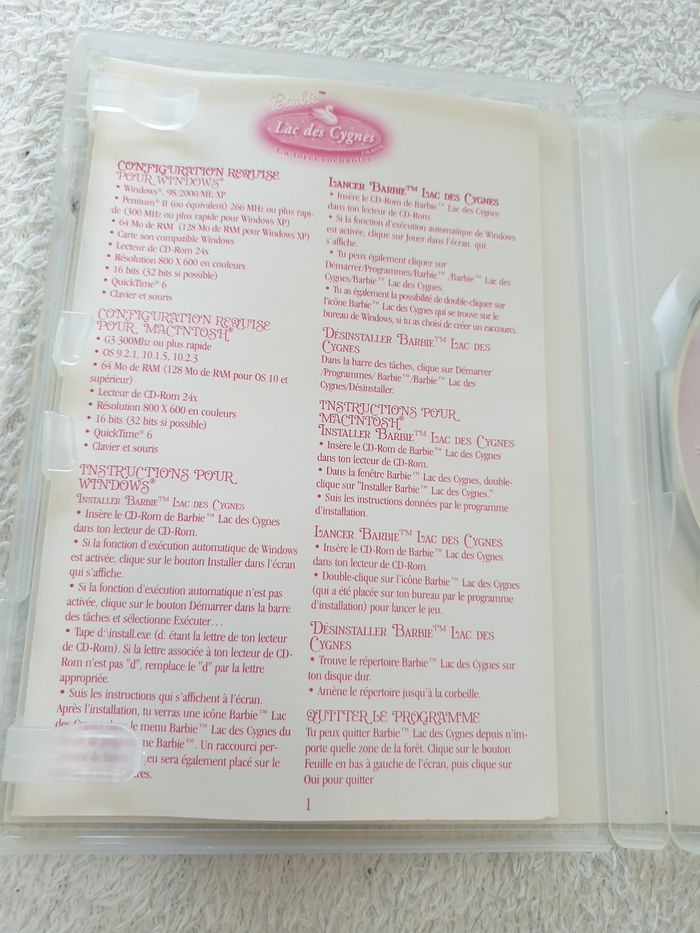 Barbie™
Lac des Cygnes
La forêt enchantée
CD-ROM
CONFIGURATION REQUISE
POUR WINDOWS®
• Windows®, 98/2000/ME/XP
• Pentium® II (ou équivalent) 266 MHz ou plus rapi-
de (300 MHz ou plus rapide pour Windows XP)
• 64 Mo de RAM (128 Mo de RAM pour Windows XP)
• Carte son compatible Windows
• Lecteur de CD-Rom 24x
• Résolution 800 X 600 en couleurs
• 16 bits (32 bits si possible)
• QuickTime® 6
• Clavier et souris
CONFIGURATION REQUISE
POUR MACINTOSH®
• G3 300Mhz ou plus rapide
• OS 9.2.1, 10.1.5, 10.2.3
• 64 Mo de RAM (128 Mo de RAM pour OS 10 et
supérieur)
• Lecteur de CD-Rom 24x
• Résolution 800 X 600 en couleurs
• 16 bits (32 bits si possible)
• QuickTime® 6
• Clavier et souris
INSTRUCTIONS POUR
WINDOWS®
INSTALLER BARBIE™ LAC DES CYGNES
• Insère le CD-Rom de Barbie™ Lac des Cygnes
dans ton lecteur de CD-Rom.
• Si la fonction d'exécution automatique de Windows
est activée, clique sur le bouton Installer dans l'écran
qui s'affiche.
• Si la fonction d'exécution automatique n'est pas
activée, clique sur le bouton Démarrer dans la barre
des tâches et sélectionne Exécuter…
• Tape d:\install.exe (d: étant la lettre de ton lecteur
de CD-Rom). Si la lettre associée à ton lecteur de CD-
Rom n'est pas "d", remplace le "d" par la lettre
appropriée.
• Suis les instructions qui s'affichent à l'écran.
Après l'installation, tu verras une icône Barbie™ Lac
des le menu Barbie™ Lac des Cygnes du
Barbie™. Un raccourci per-
jeu sera également placé sur le
LANCER BARBIE™ LAC DES CYGNES
• Insère le CD-Rom de Barbie™ Lac des Cygnes
dans ton lecteur de CD-Rom.
• Si la fonction d'exécution automatique de Windows
est activée, clique sur Jouer dans l'écran qui
s'affiche.
• Tu peux également cliquer sur
Démarrer/Programmes/Barbie™ /Barbie™ Lac des
Cygnes/Barbie™ Lac des Cygnes.
• Tu as également la possibilité de double-cliquer sur
l'icône Barbie™ Lac des Cygnes qui se trouve sur le
bureau de Windows, si tu as choisi de créer un raccourci.
DÉSINSTALLER BARBIE™ LAC DES
CYGNES
Dans la barre des tâches, clique sur Démarrer
/Programmes/ Barbie™/Barbie™ Lac des
Cygnes/Désinstaller.
INSTRUCTIONS POUR
MACINTOSH®
INSTALLER BARBIE™ LAC DES CYGNES
• Insère le CD-Rom de Barbie™ Lac des Cygnes
dans ton lecteur de CD-Rom.
• Dans la fenêtre Barbie™ Lac des Cygnes, double-
clique sur "Installer Barbie™ Lac des Cygnes."
• Suis les instructions données par le programme
d'installation.
LANCER BARBIE™ LAC DES CYGNES
• Insère le CD-Rom de Barbie™ Lac des Cygnes
dans ton lecteur de CD-Rom.
• Double-clique sur l'icône Barbie™ Lac des Cygnes
(qui a été placée sur ton bureau par le programme
d'installation) pour lancer le jeu.
DÉSINSTALLER BARBIE™ LAC DES
CYGNES
• Trouve le répertoire Barbie™ Lac des Cygnes sur
ton disque dur.
• Amène le répertoire jusqu'à la corbeille.
QUITTER LE PROGRAMME
Tu peux quitter Barbie™ Lac des Cygnes depuis n'im-
porte quelle zone de la forêt. Clique sur le bouton
Feuille en bas à gauche de l'écran, puis clique sur
Oui pour quitter
1